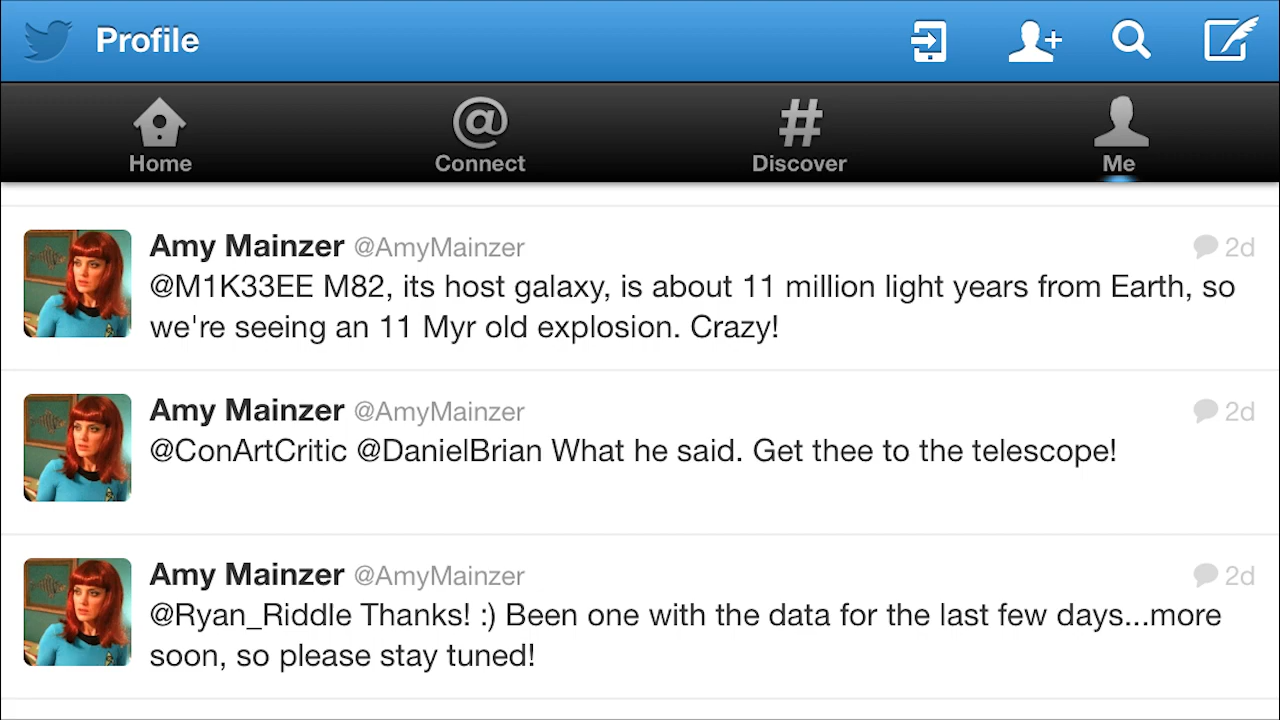 Profile
Home
Connect
Discover
Me
Amy Mainzer @AmyMainzer 2d
@M1K33EE M82, its host galaxy, is about 11 million light years from Earth, so
we're seeing an 11 Myr old explosion. Crazy!
Amy Mainzer @AmyMainzer 2d
@ConArtCritic @DanielBrian What he said. Get thee to the telescope!
Amy Mainzer @AmyMainzer 2d
@Ryan_Riddle Thanks! :) Been one with the data for the last few days...more
soon, so please stay tuned!